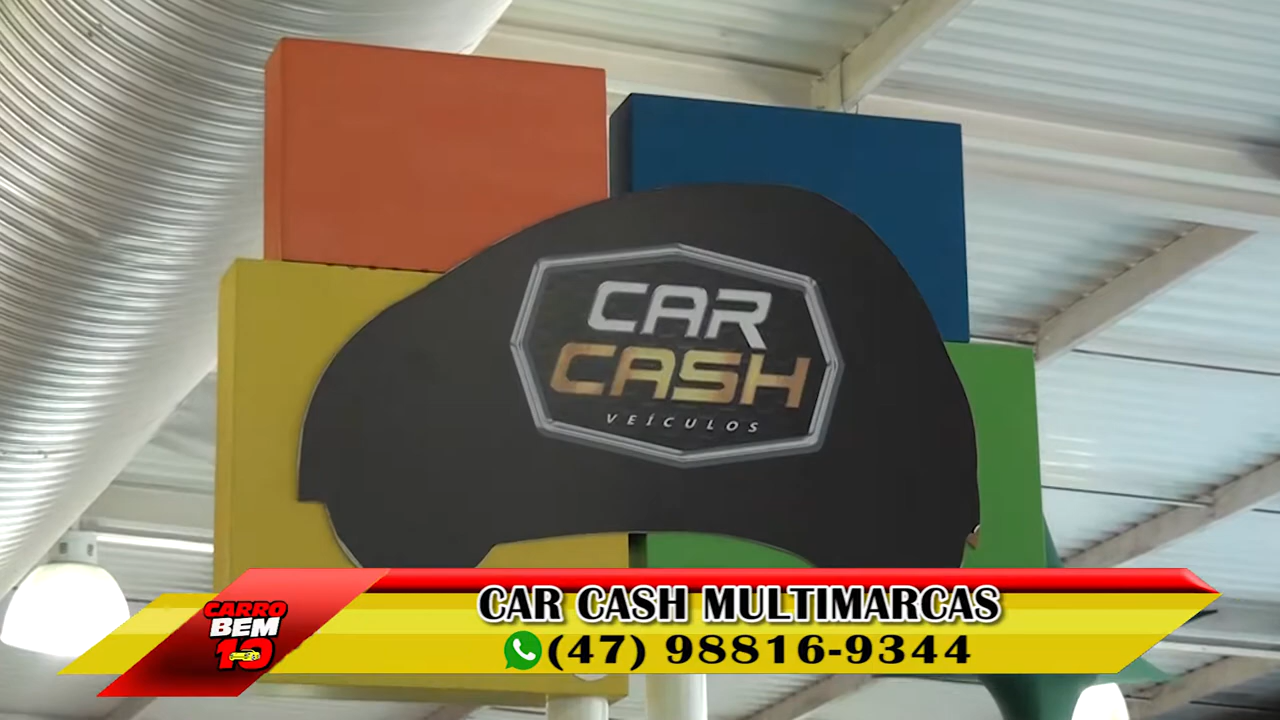 CAR
CASH
VEÍCULOS
CARRO
BEM
10
CAR CASH MULTIMARCAS
(47) 98816-9344